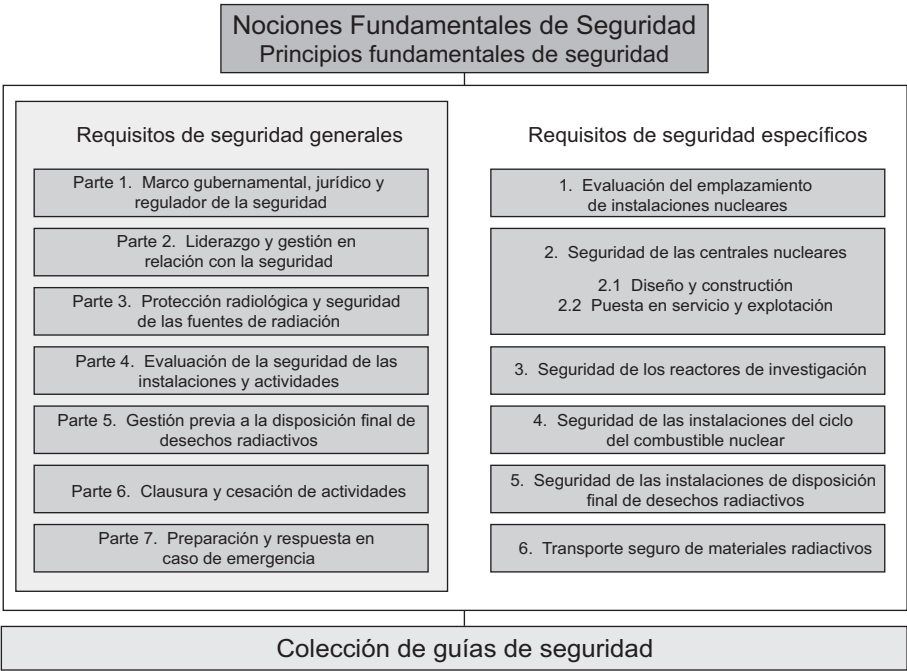 Nociones Fundamentales de Seguridad
Principios fundamentales de seguridad
Requisitos de seguridad generales
Parte 1. Marco gubernamental, jurídico y
regulador de la seguridad
Parte 2. Liderazgo y gestión en
relación con la seguridad
Parte 3. Protección radiológica y seguridad
de las fuentes de radiación
Parte 4. Evaluación de la seguridad de las
instalaciones y actividades
Parte 5. Gestión previa a la disposición final de
desechos radiactivos
Parte 6. Clausura y cesación de actividades
Parte 7. Preparación y respuesta en
caso de emergencia
Requisitos de seguridad específicos
1. Evaluación del emplazamiento
de instalaciones nucleares
2. Seguridad de las centrales nucleares
2.1 Diseño y constructión
2.2 Puesta en servicio y explotación
3. Seguridad de los reactores de investigación
4. Seguridad de las instalaciones del ciclo
del combustible nuclear
5. Seguridad de las instalaciones de disposición
final de desechos radiactivos
6. Transporte seguro de materiales radiactivos
Colección de guías de seguridad